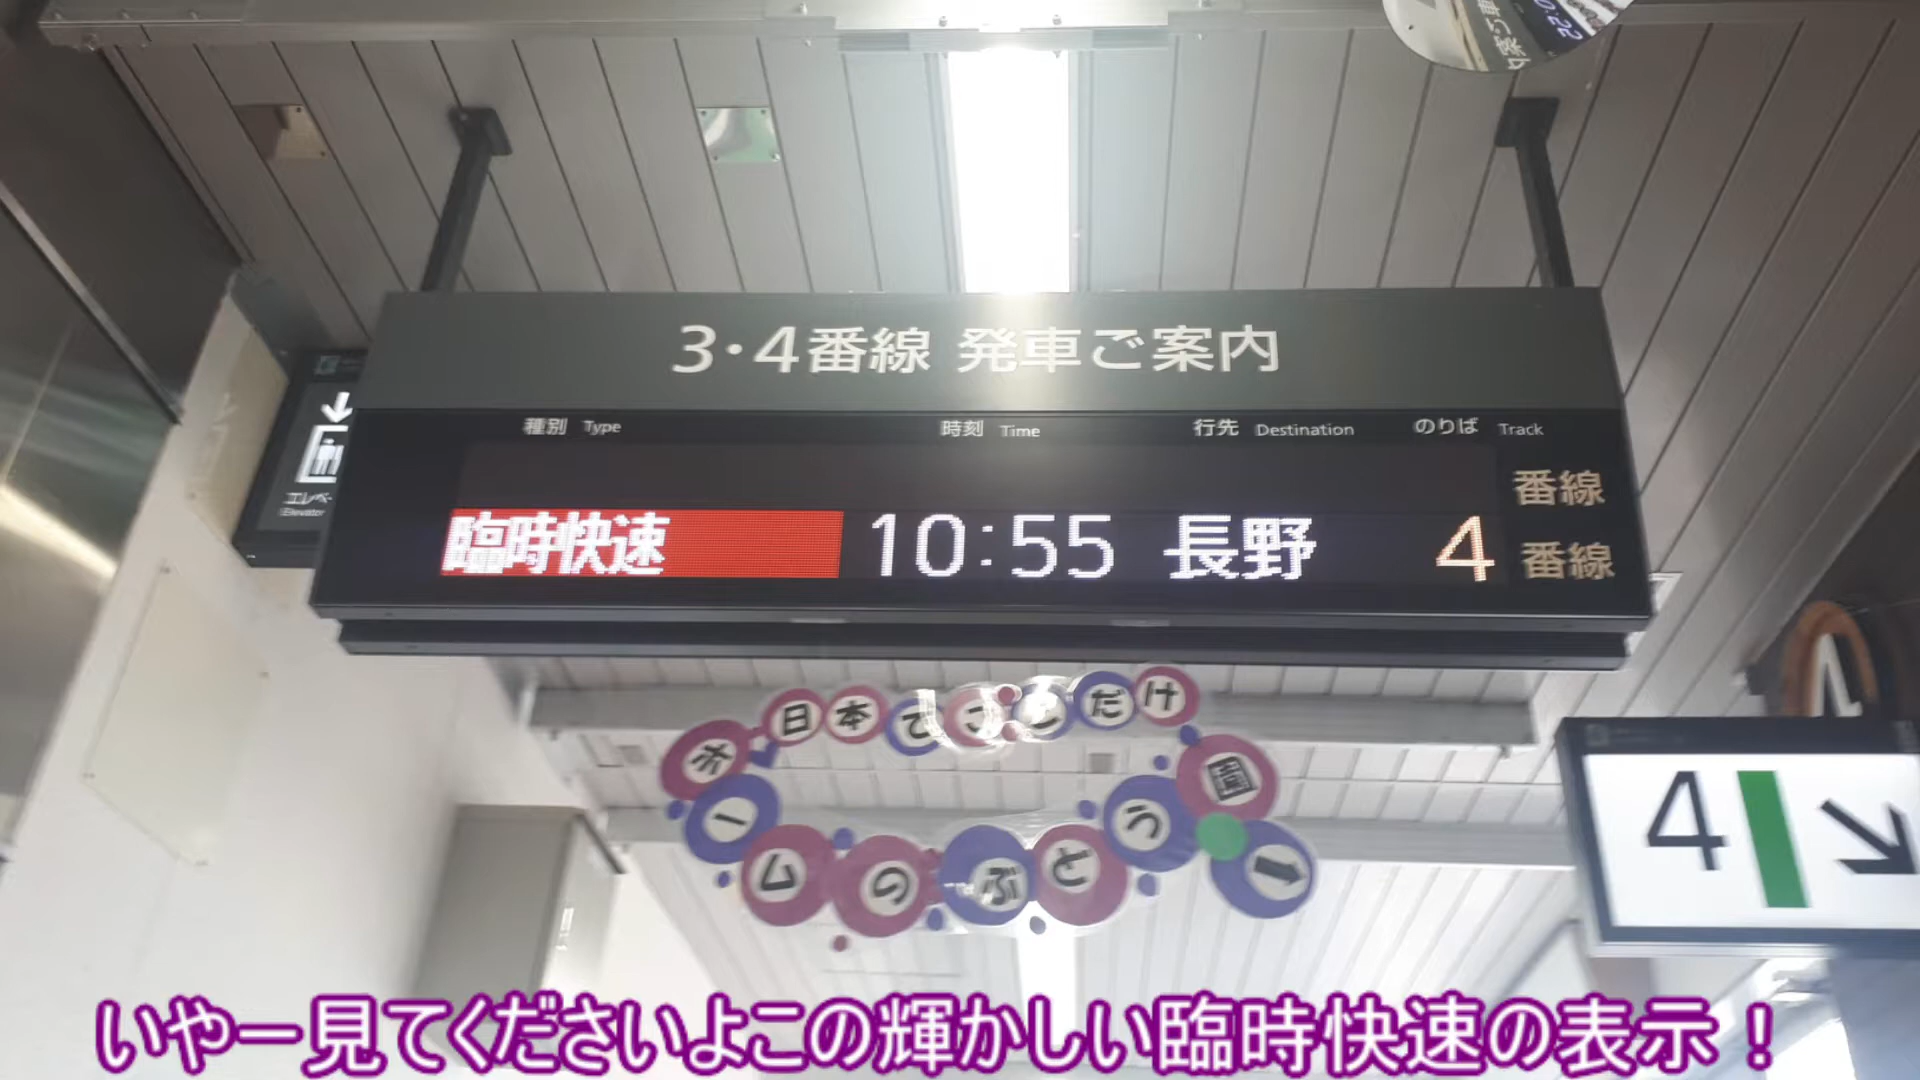 3・4番線 発車ご案内
種別 Type 時刻 Time 行先 Destination のりば Track
番線
臨時快速 10:55 長野 4 番線
エレベー
Elevator
日本でここだけ
ホームのぶどう園
4
いやー見てくださいよこの輝かしい臨時快速の表示！